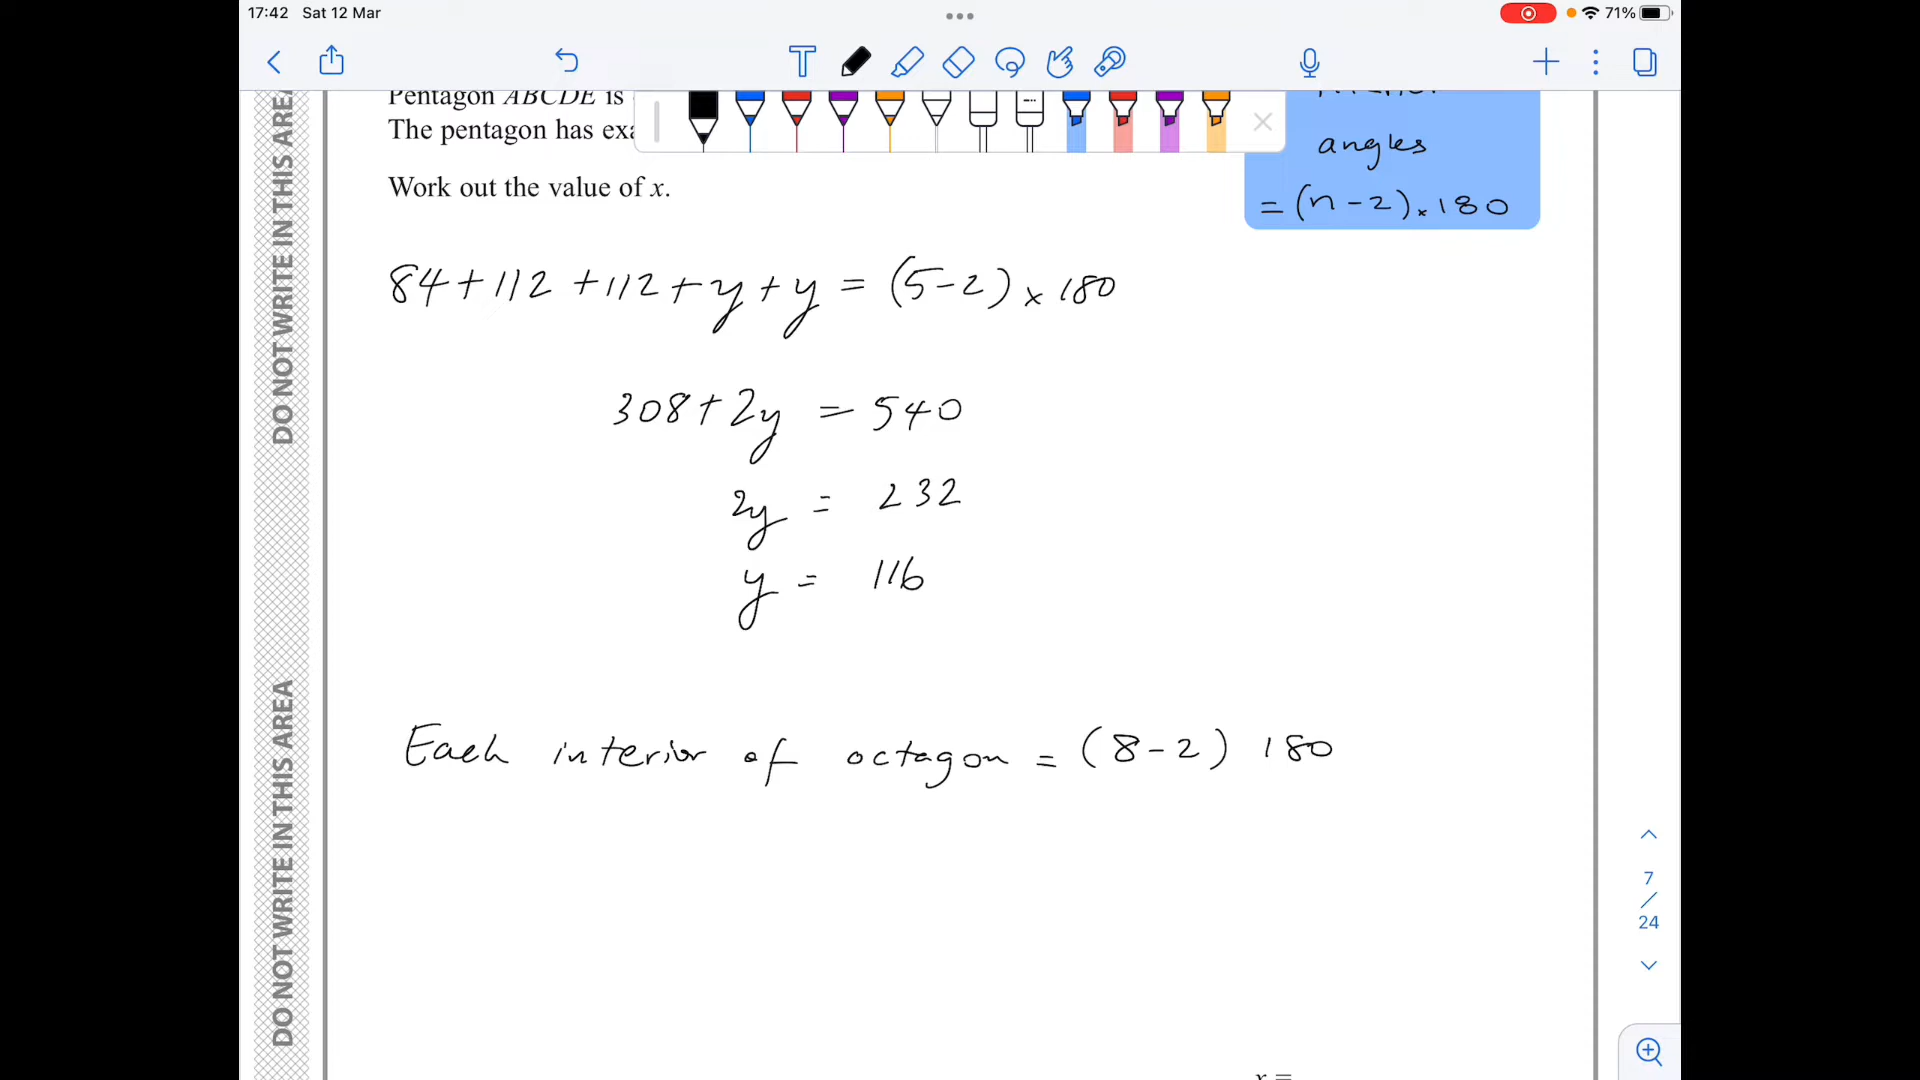 17:42 Sat 12 Mar
71%
Pentagon ABCDE is
The pentagon has exa
Work out the value of x.
angles
= (n - 2) × 180
84 + 112 + 112 + y + y = (5 - 2) × 180
308 + 2y = 540
2y = 232
y = 116
Each interior of octagon = (8 - 2) 180
x =
DO NOT WRITE IN THIS AREA
DO NOT WRITE IN THIS AREA
7
/
24